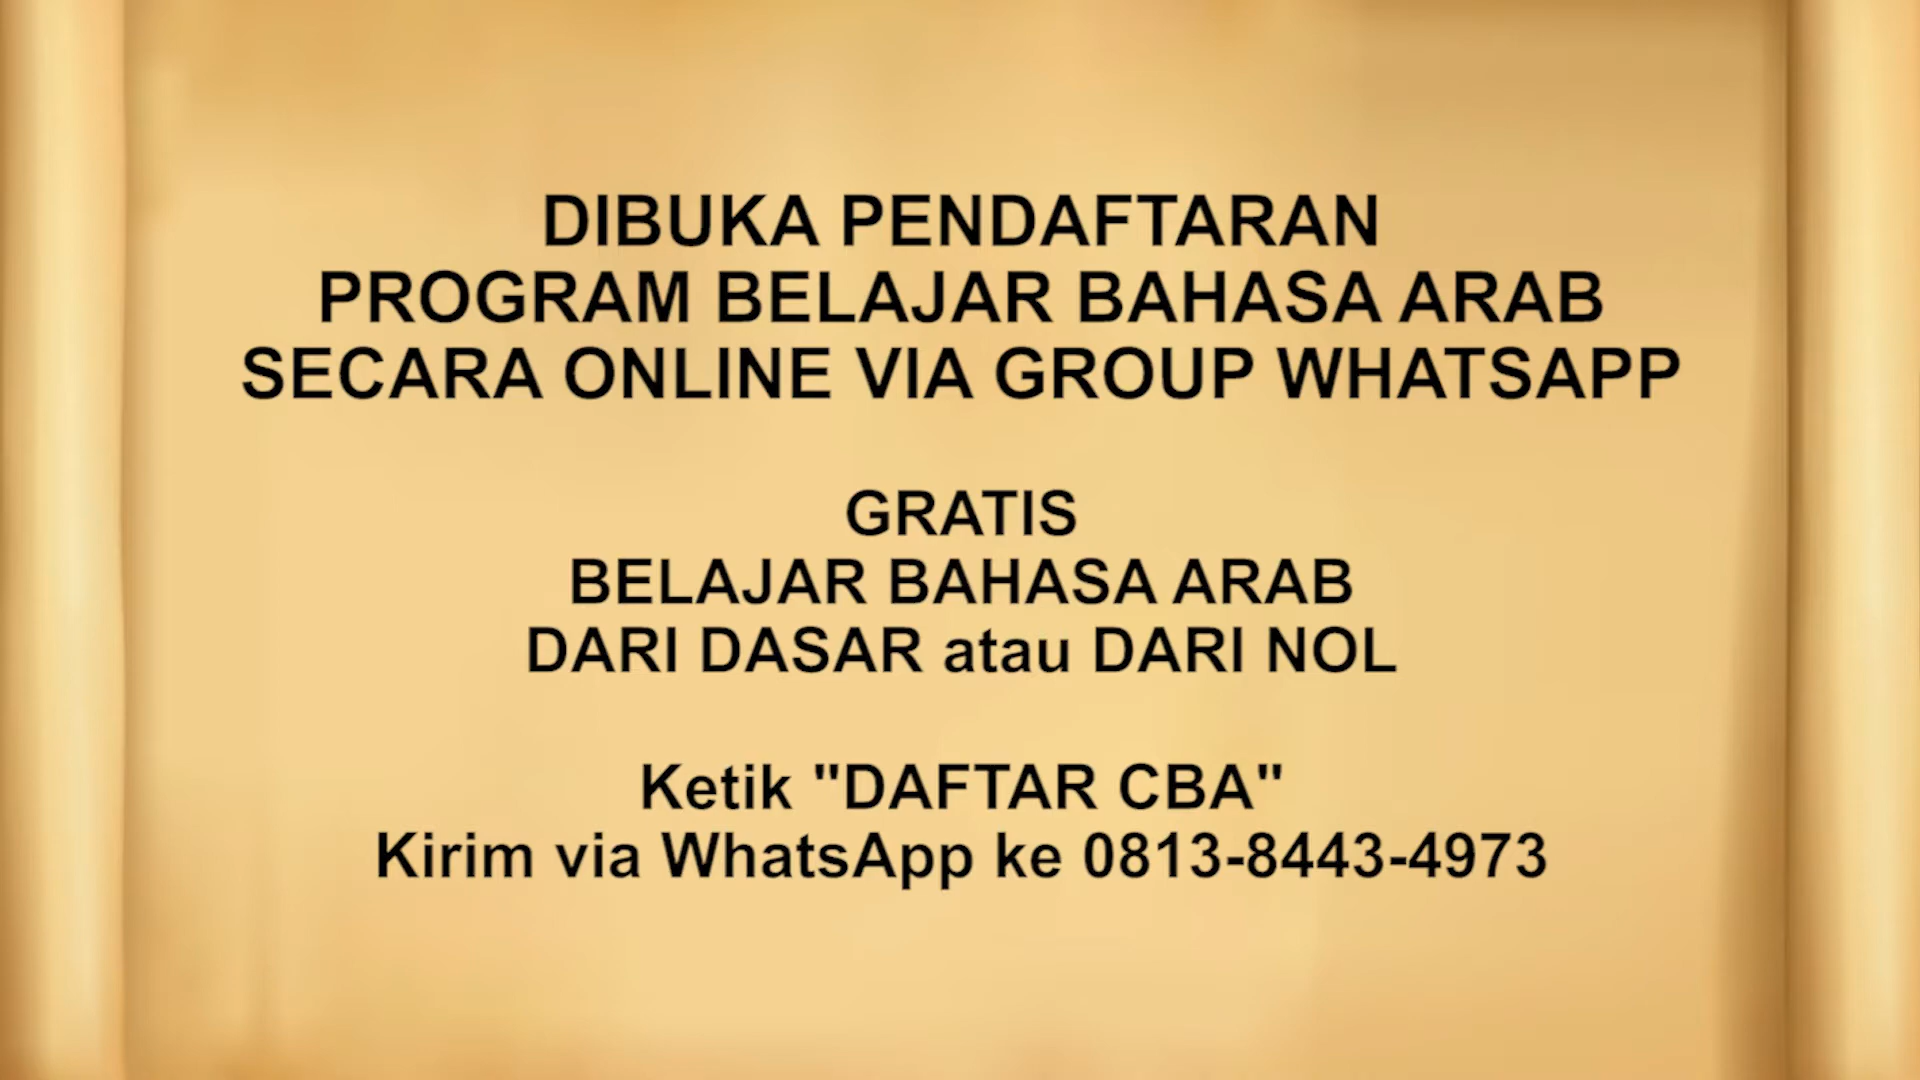 DIBUKA PENDAFTARAN
PROGRAM BELAJAR BAHASA ARAB
SECARA ONLINE VIA GROUP WHATSAPP
GRATIS
BELAJAR BAHASA ARAB
DARI DASAR atau DARI NOL
Ketik "DAFTAR CBA"
Kirim via WhatsApp ke 0813-8443-4973